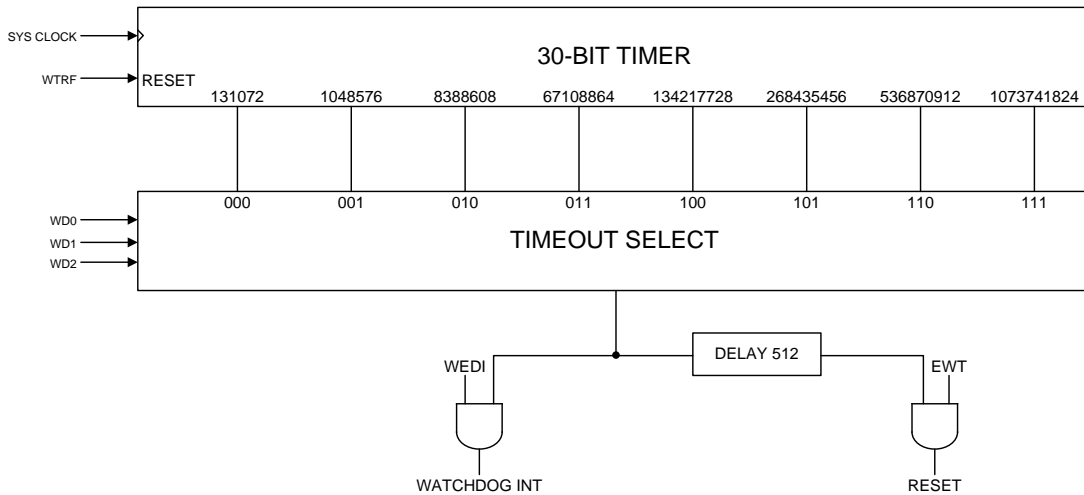 SYS CLOCK
30-BIT TIMER
WTRF
RESET
131072 1048576 8388608 67108864 134217728 268435456 536870912 1073741824
000 001 010 011 100 101 110 111
WD0
WD1
TIMEOUT SELECT
WD2
DELAY 512
WEDI
EWT
WATCHDOG INT
RESET